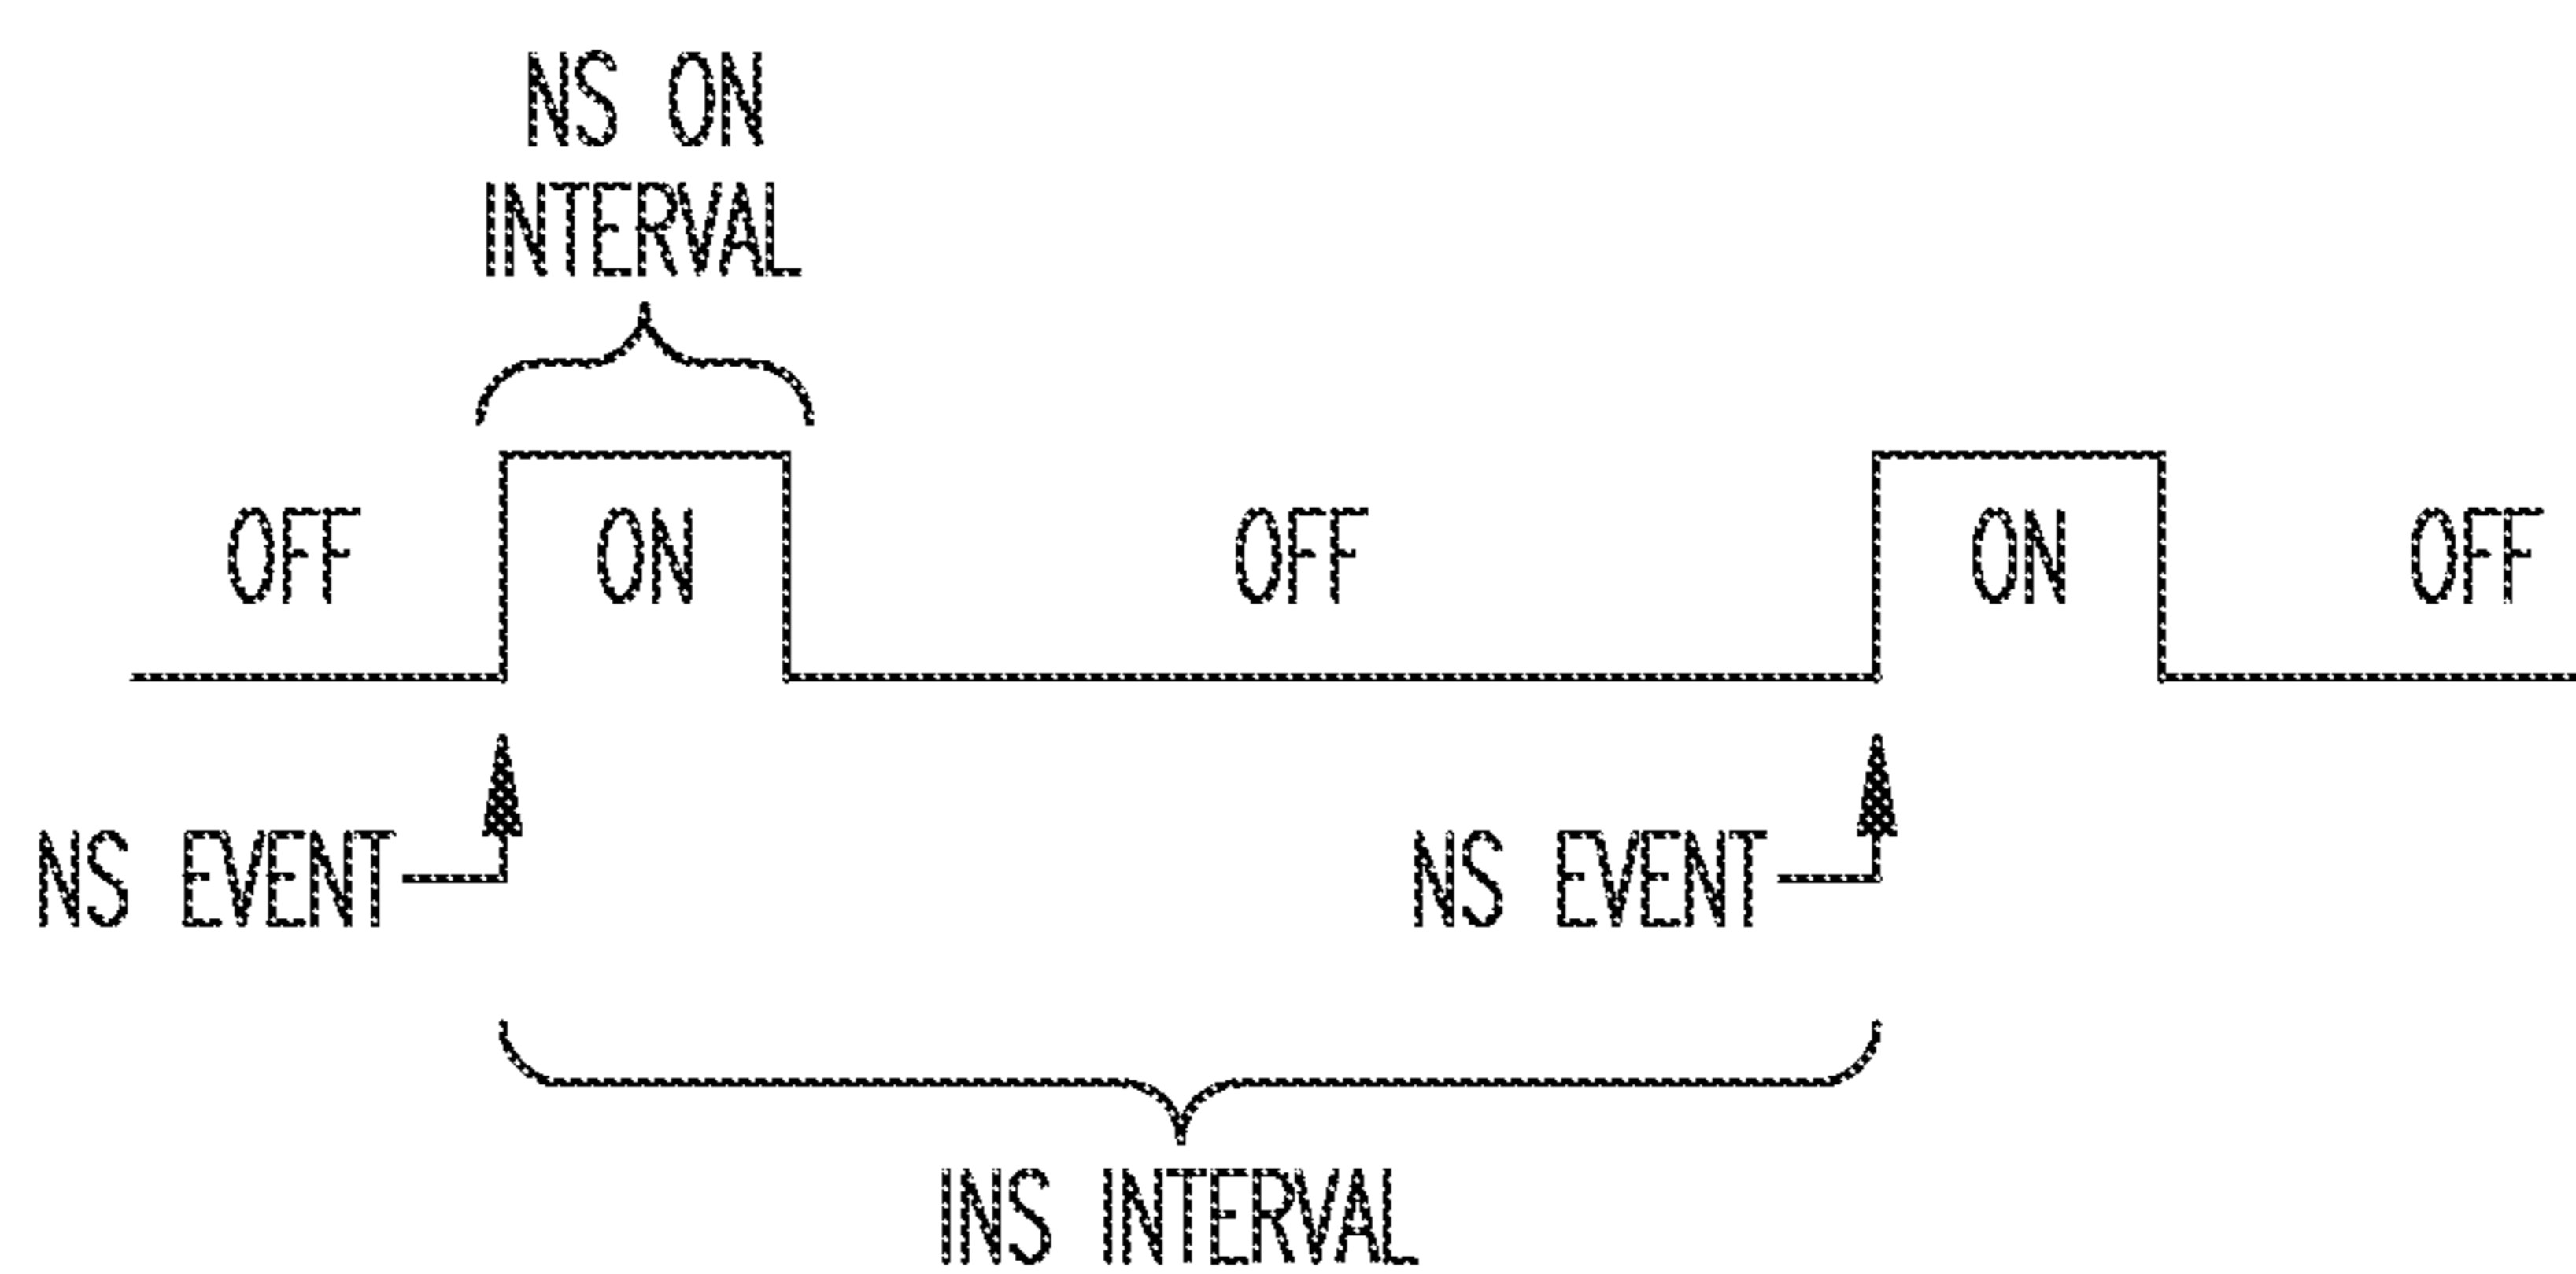 NS ON
INTERVAL
OFF ON OFF ON OFF
NS EVENT NS EVENT
INS INTERVAL